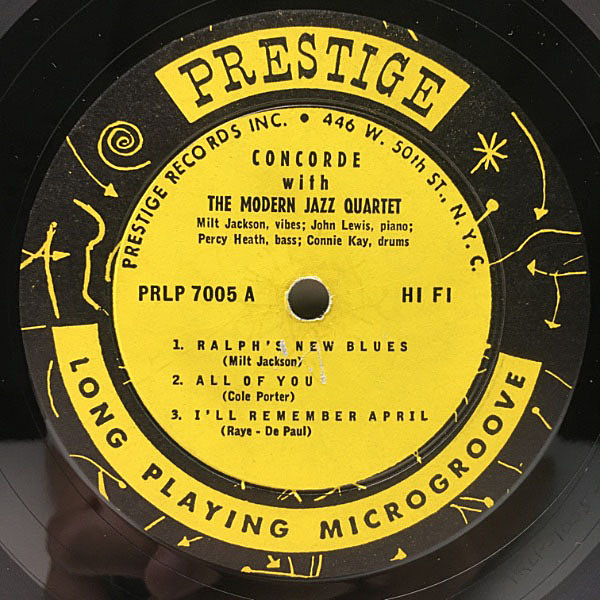 PRESTIGE
PRESTIGE RECORDS INC. • 446 W. 50th ST., N.Y.C.
CONCORDE
with
THE MODERN JAZZ QUARTET
Milt Jackson, vibes; John Lewis, piano;
Percy Heath, bass; Connie Kay, drums
PRLP 7005 A
HI FI
1. RALPH'S NEW BLUES
(Milt Jackson)
2. ALL OF YOU
(Cole Porter)
3. I'LL REMEMBER APRIL
(Raye - De Paul)
LONG PLAYING MICROGROOVE